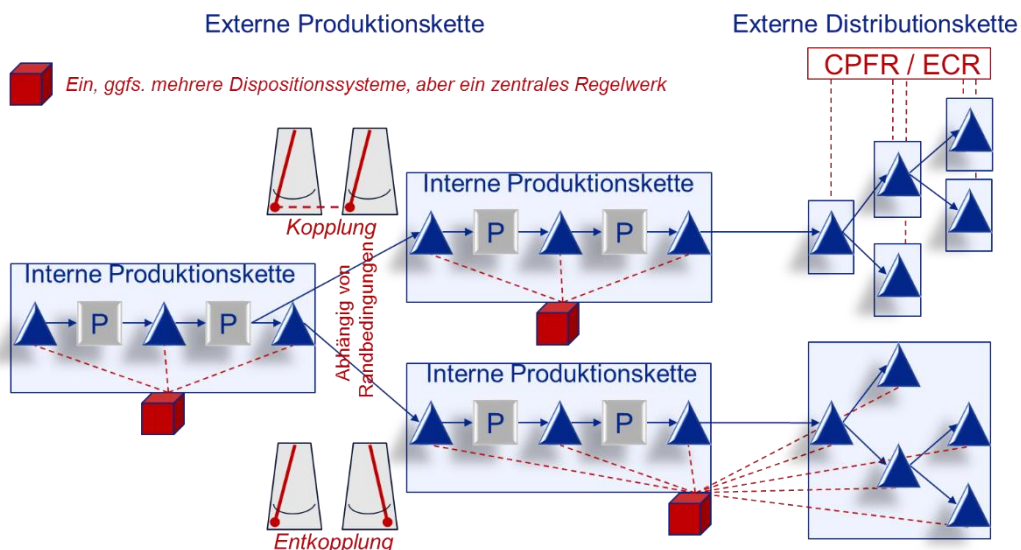 Externe Produktionskette
Externe Distributionskette
CPFR / ECR
Ein, ggfs. mehrere Dispositionssysteme, aber ein zentrales Regelwerk
Kopplung
Interne Produktionskette
P
P
Interne Produktionskette
P
P
Abhängig von
Randbedingungen
Interne Produktionskette
P
P
Entkopplung